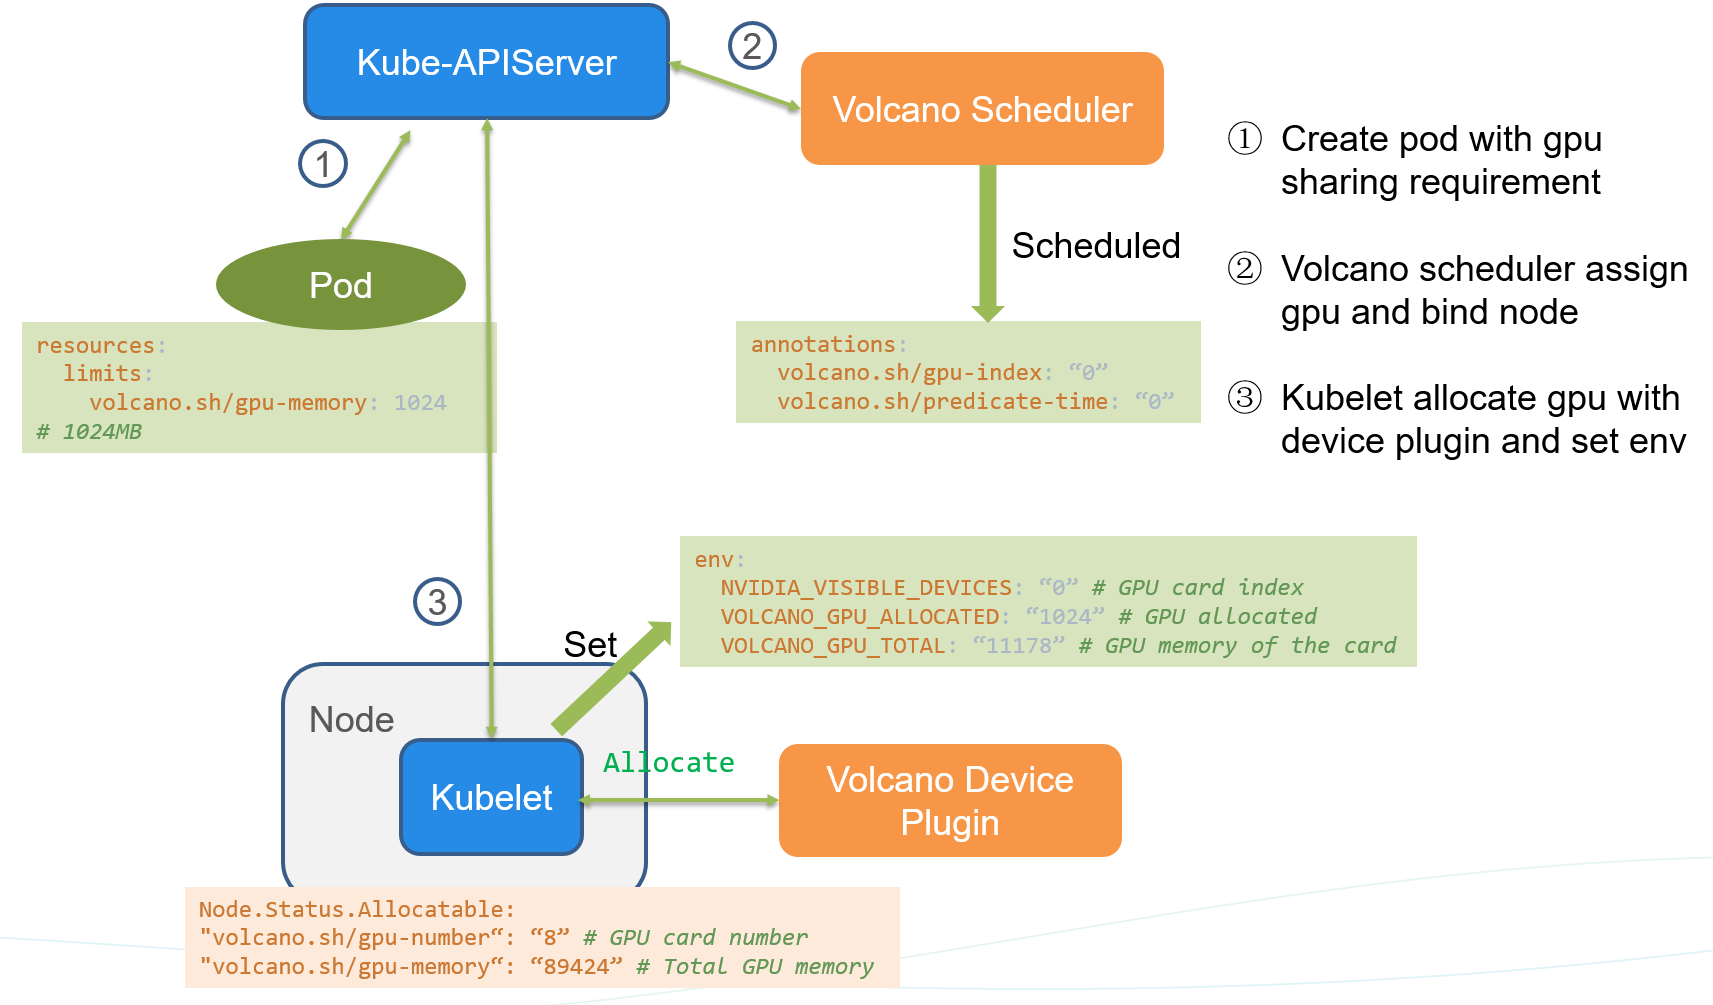 Kube-APIServer
②
Volcano Scheduler
①
Pod
resources:
  limits:
    volcano.sh/gpu-memory: 1024
# 1024MB
Scheduled
annotations:
  volcano.sh/gpu-index: “0”
  volcano.sh/predicate-time: “0”
① Create pod with gpu
sharing requirement
② Volcano scheduler assign
gpu and bind node
③ Kubelet allocate gpu with
device plugin and set env
③
Set
env:
  NVIDIA_VISIBLE_DEVICES: “0” # GPU card index
  VOLCANO_GPU_ALLOCATED: “1024” # GPU allocated
  VOLCANO_GPU_TOTAL: “11178” # GPU memory of the card
Node
Kubelet
Allocate
Volcano Device
Plugin
Node.Status.Allocatable:
"volcano.sh/gpu-number“: “8” # GPU card number
"volcano.sh/gpu-memory“: “89424” # Total GPU memory